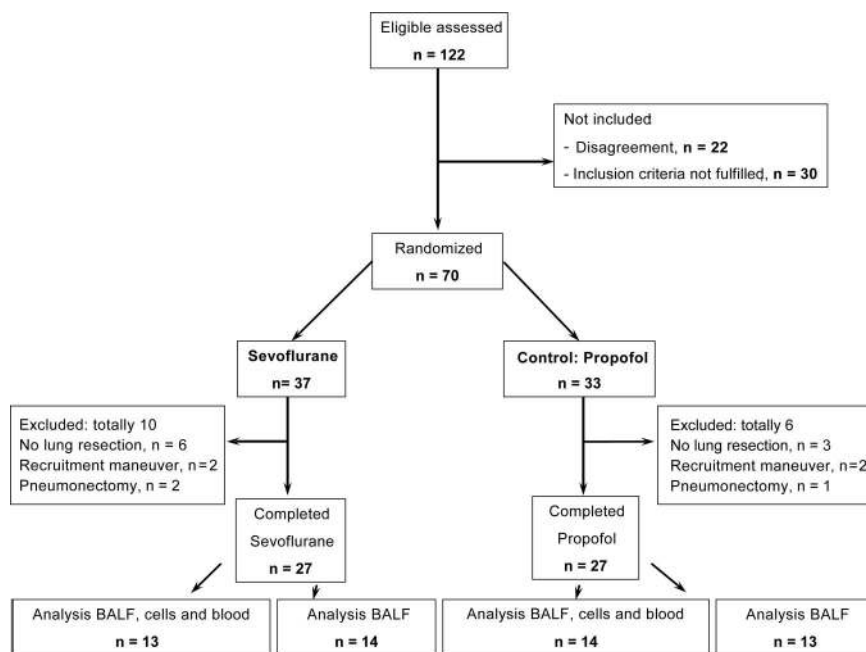 Eligible assessed
n = 122
Not included
- Disagreement, n = 22
- Inclusion criteria not fulfilled, n = 30
Randomized
n = 70
Sevoflurane
n= 37
Control: Propofol
n = 33
Excluded: totally 10
No lung resection, n = 6
Recruitment maneuver, n=2
Pneumonectomy, n = 2
Excluded: totally 6
No lung resection, n = 3
Recruitment maneuver, n=2
Pneumonectomy, n = 1
Completed
Sevoflurane
n = 27
Completed
Propofol
n = 27
Analysis BALF, cells and blood
n = 13
Analysis BALF
n = 14
Analysis BALF, cells and blood
n = 14
Analysis BALF
n = 13